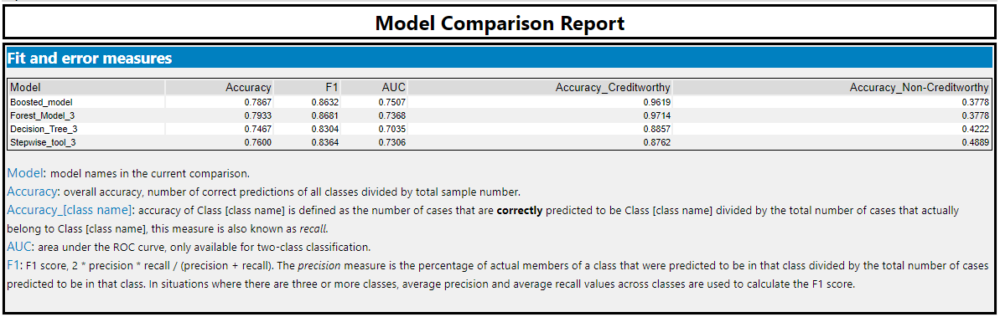 Model Comparison Report
Fit and error measures
Model Accuracy F1 AUC Accuracy_Creditworthy Accuracy_Non-Creditworthy
Boosted_model 0.7867 0.8632 0.7507 0.9619 0.3778
Forest_Model_3 0.7933 0.8681 0.7368 0.9714 0.3778
Decision_Tree_3 0.7467 0.8304 0.7035 0.8857 0.4222
Stepwise_tool_3 0.7600 0.8364 0.7306 0.8762 0.4889
Model: model names in the current comparison.
Accuracy: overall accuracy, number of correct predictions of all classes divided by total sample number.
Accuracy_[class name]: accuracy of Class [class name] is defined as the number of cases that are correctly predicted to be Class [class name] divided by the total number of cases that actually
belong to Class [class name], this measure is also known as recall.
AUC: area under the ROC curve, only available for two-class classification.
F1: F1 score, 2 * precision * recall / (precision + recall). The precision measure is the percentage of actual members of a class that were predicted to be in that class divided by the total number of cases
predicted to be in that class. In situations where there are three or more classes, average precision and average recall values across classes are used to calculate the F1 score.